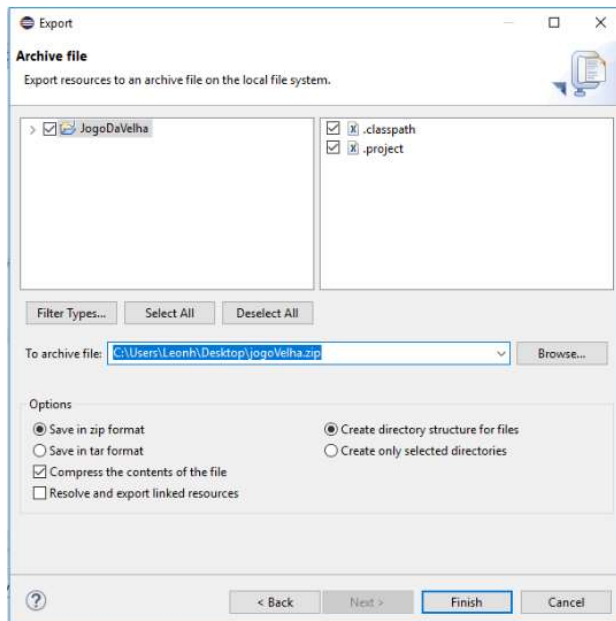 Export
Archive file
Export resources to an archive file on the local file system.
JogoDaVelha
.classpath
.project
Filter Types...
Select All
Deselect All
To archive file:
C:\Users\Leonh\Desktop\jogoVelha.zip
Browse...
Options
Save in zip format
Create directory structure for files
Save in tar format
Create only selected directories
Compress the contents of the file
Resolve and export linked resources
?
< Back
Next >
Finish
Cancel